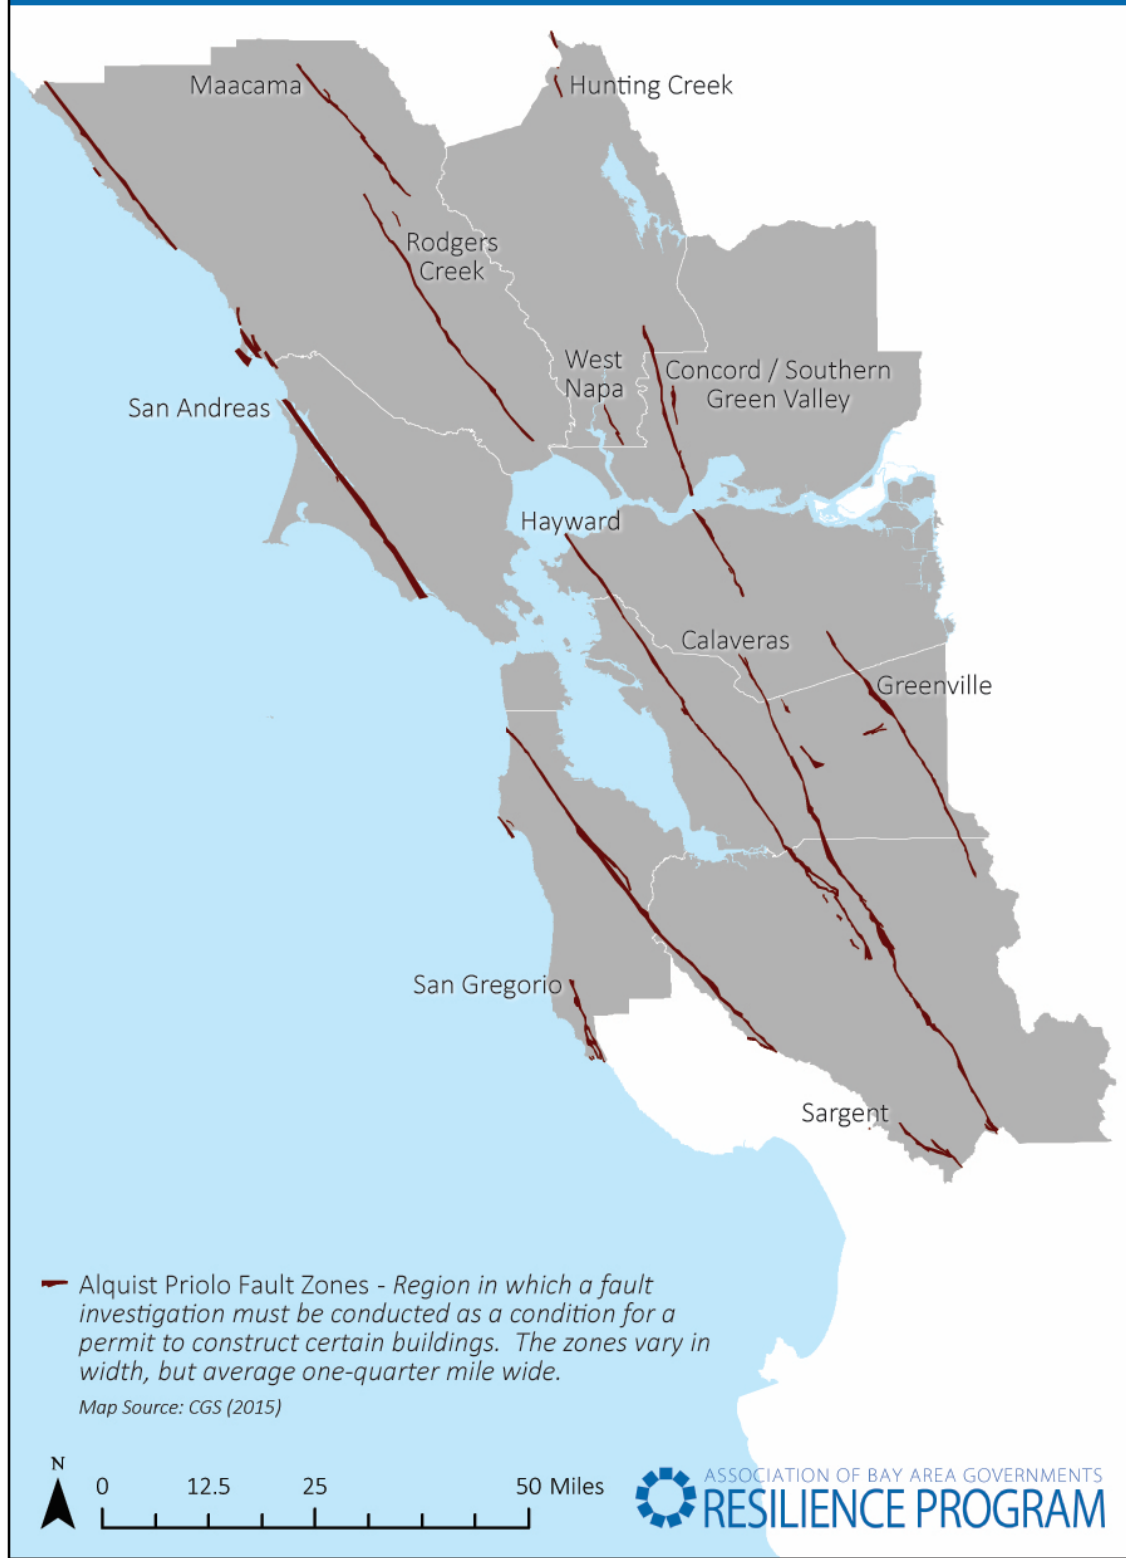 Maacama
Hunting Creek
Rodgers
Creek
West
Napa
Concord / Southern
Green Valley
San Andreas
Hayward
Calaveras
Greenville
San Gregorio
Sargent
Alquist Priolo Fault Zones - Region in which a fault
investigation must be conducted as a condition for a
permit to construct certain buildings. The zones vary in
width, but average one-quarter mile wide.
Map Source: CGS (2015)
N
0 12.5 25 50 Miles
ASSOCIATION OF BAY AREA GOVERNMENTS
RESILIENCE PROGRAM